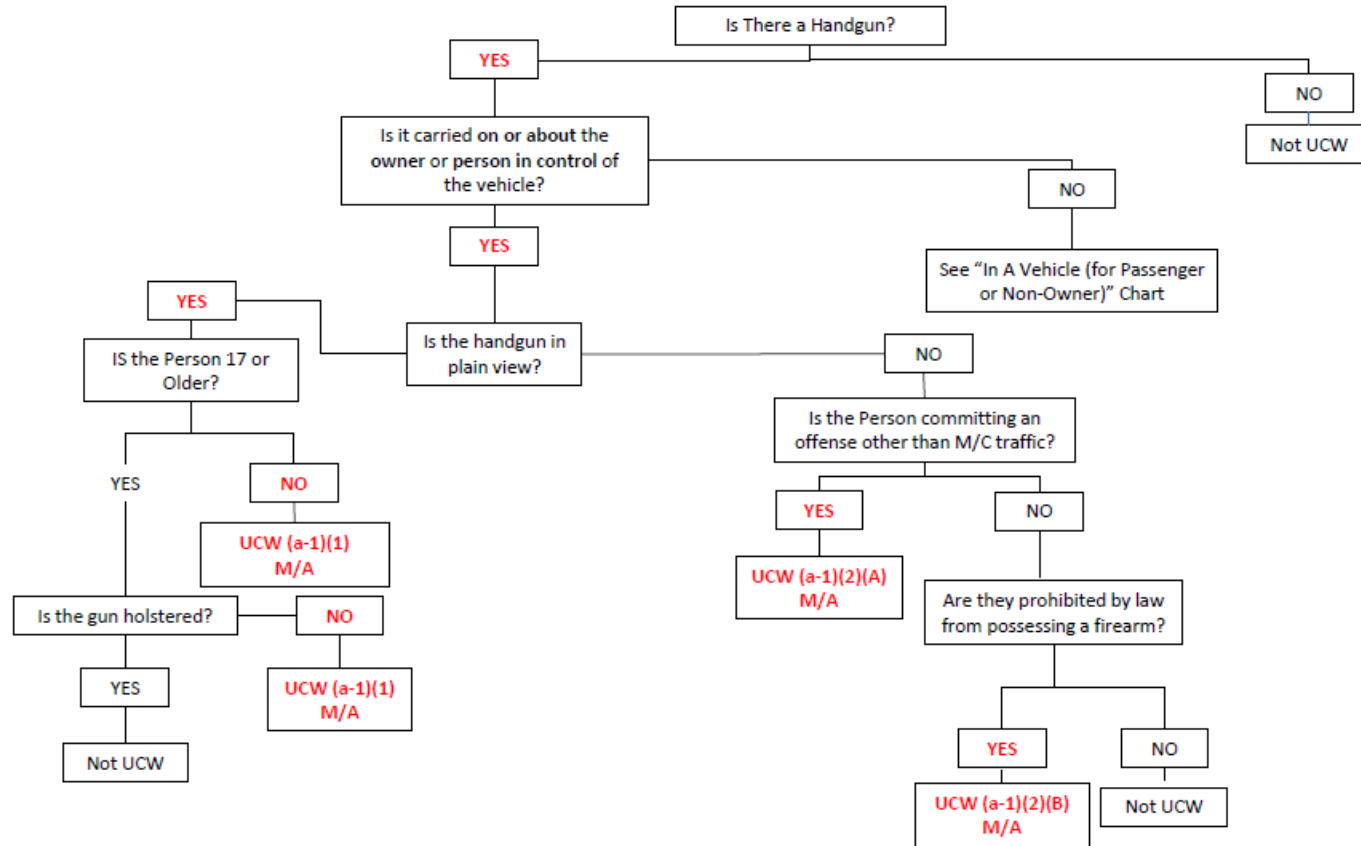 Is There a Handgun?
YES
NO
Not UCW
Is it carried on or about the
owner or person in control of
the vehicle?
NO
YES
See “In A Vehicle (for Passenger
or Non-Owner)” Chart
YES
Is the handgun in
plain view?
NO
IS the Person 17 or
Older?
Is the Person committing an
offense other than M/C traffic?
YES
NO
YES
NO
UCW (a-1)(1)
M/A
UCW (a-1)(2)(A)
M/A
Is the gun holstered?
NO
Are they prohibited by law
from possessing a firearm?
YES
UCW (a-1)(1)
M/A
Not UCW
YES
NO
UCW (a-1)(2)(B)
M/A
Not UCW